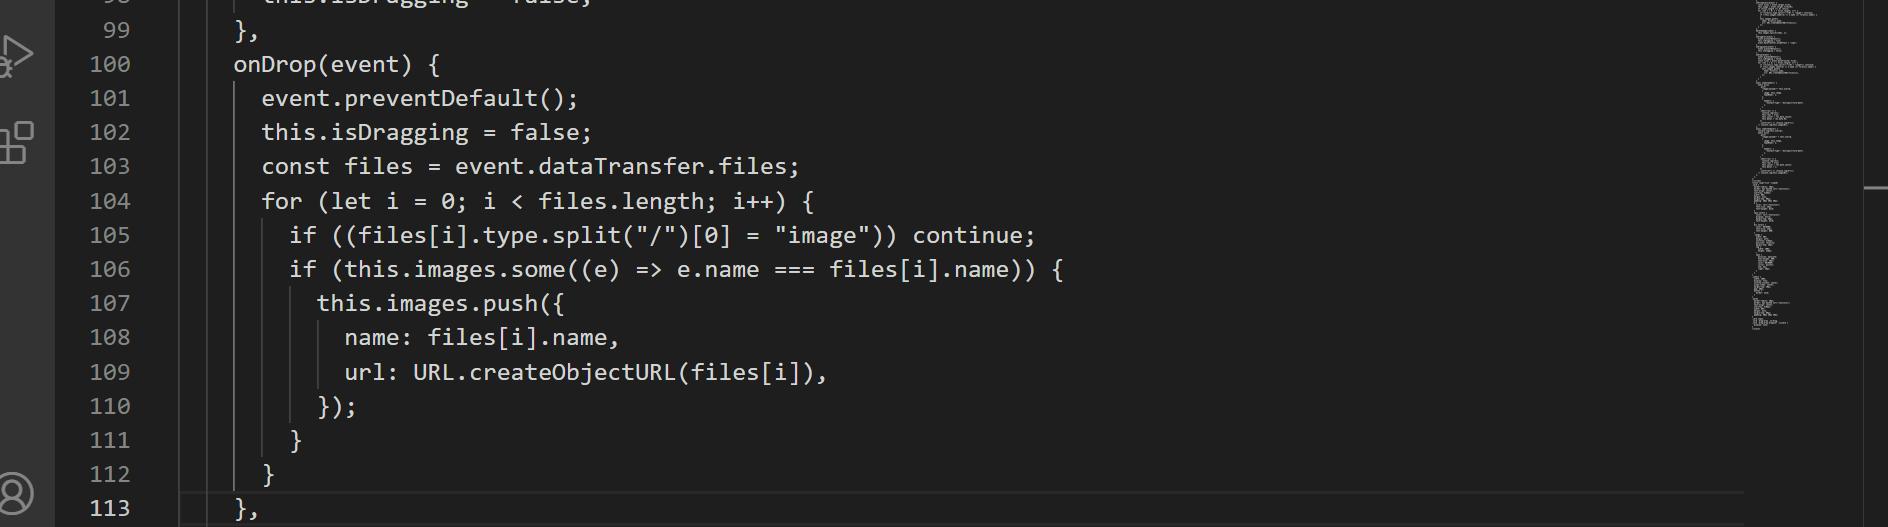 98 this.isDragging = false;
99 },
100 onDrop(event) {
101 event.preventDefault();
102 this.isDragging = false;
103 const files = event.dataTransfer.files;
104 for (let i = 0; i < files.length; i++) {
105 if ((files[i].type.split("/")[0] = "image")) continue;
106 if (this.images.some((e) => e.name === files[i].name)) {
107 this.images.push({
108 name: files[i].name,
109 url: URL.createObjectURL(files[i]),
110 });
111 }
112 }
113 },